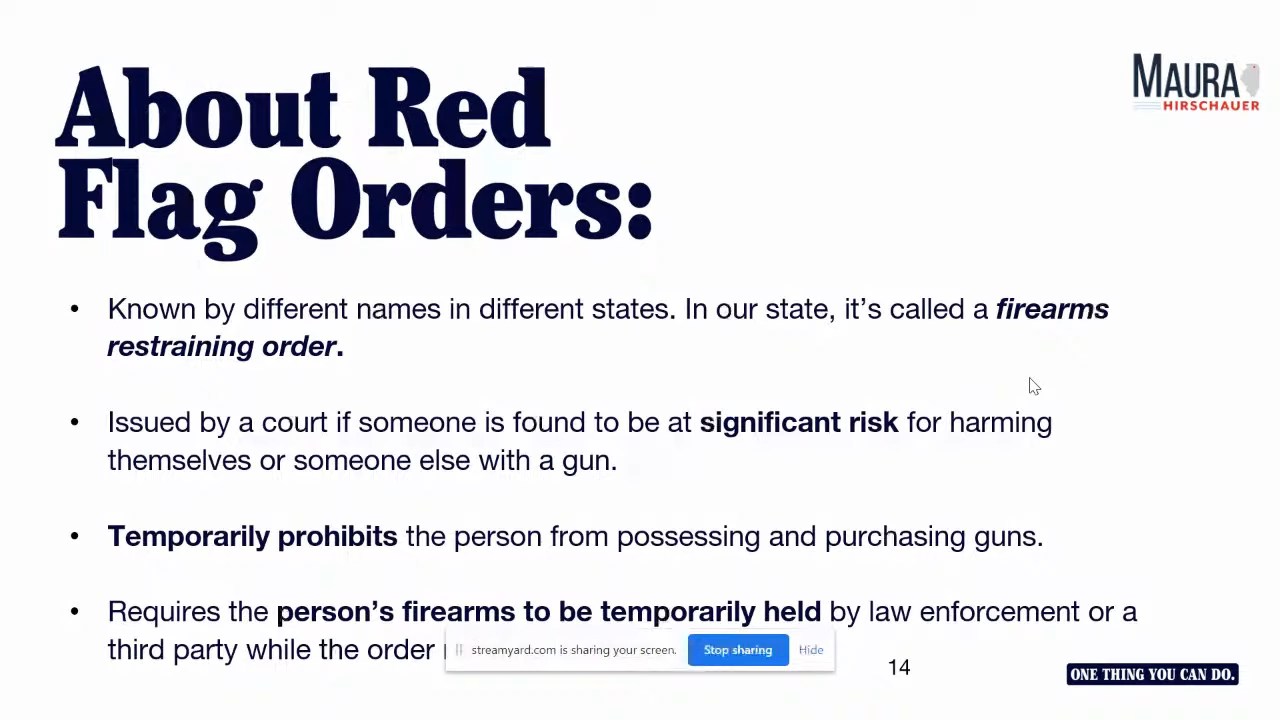 About Red
Flag Orders:
MAURA
HIRSCHAUER
• Known by different names in different states. In our state, it’s called a firearms
restraining order.
• Issued by a court if someone is found to be at significant risk for harming
themselves or someone else with a gun.
• Temporarily prohibits the person from possessing and purchasing guns.
• Requires the person’s firearms to be temporarily held by law enforcement or a
third party while the order
streamyard.com is sharing your screen.
Stop sharing
Hide
14
ONE THING YOU CAN DO.